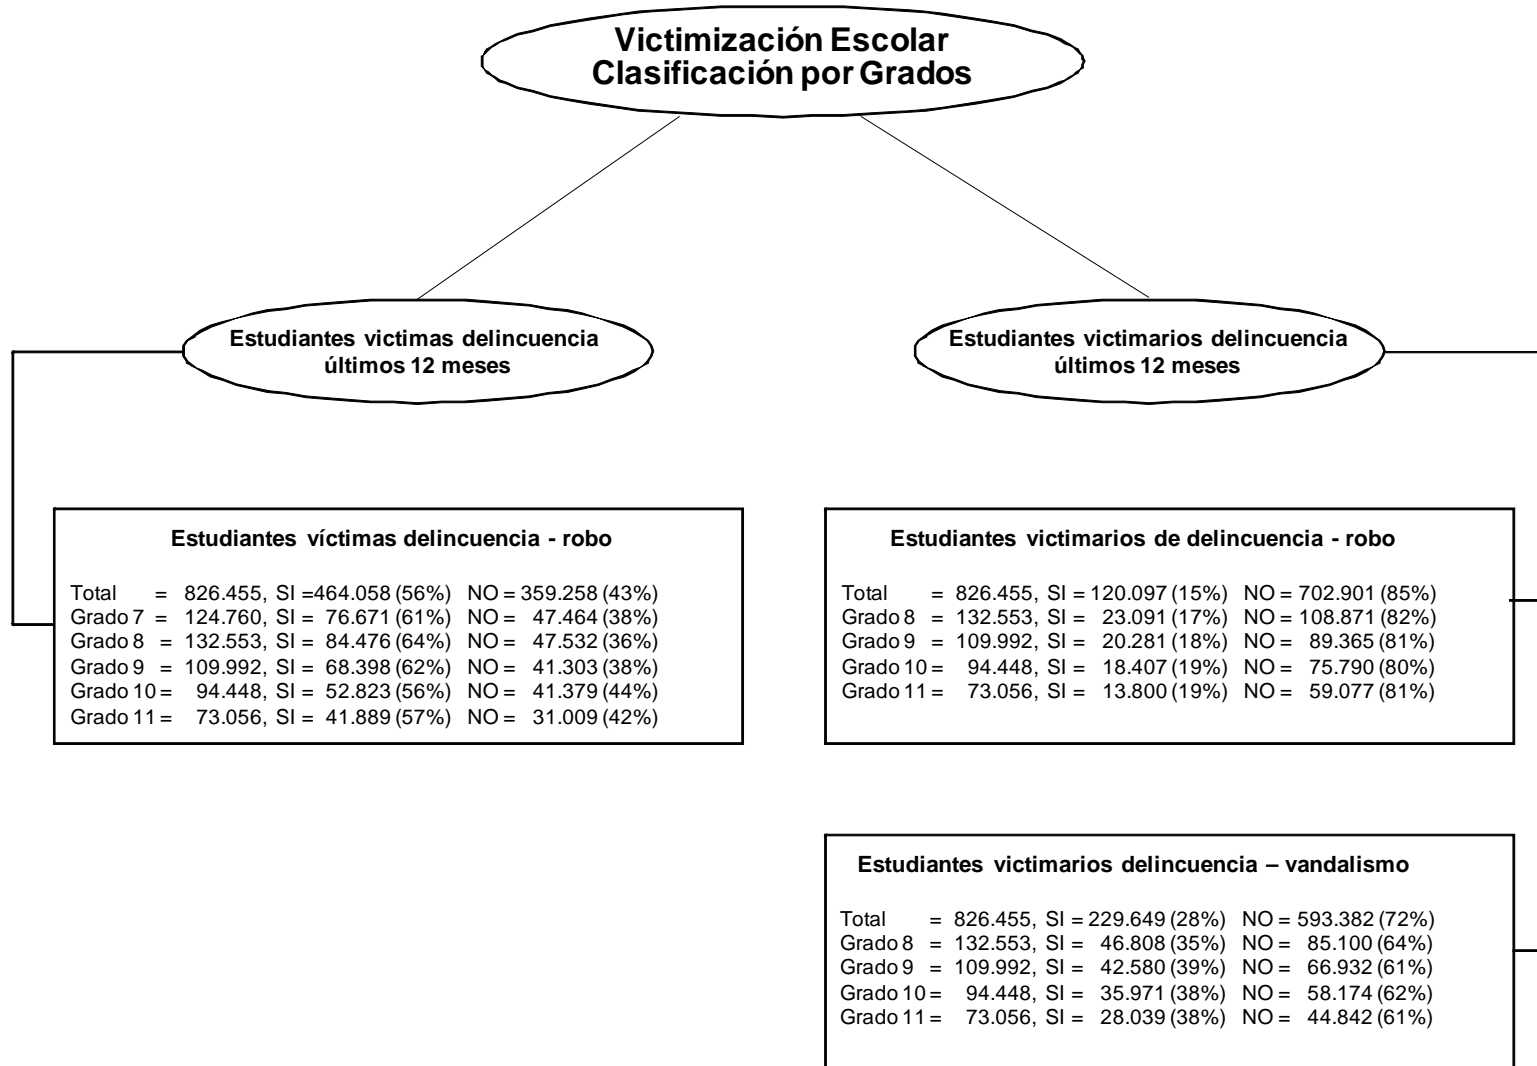 Victimización Escolar
Clasificación por Grados
Estudiantes victimas delincuencia
últimos 12 meses
Estudiantes victimarios delincuencia
últimos 12 meses
Estudiantes víctimas delincuencia - robo
Total = 826.455, SI =464.058 (56%) NO = 359.258 (43%)
Grado 7 = 124.760, SI = 76.671 (61%) NO = 47.464 (38%)
Grado 8 = 132.553, SI = 84.476 (64%) NO = 47.532 (36%)
Grado 9 = 109.992, SI = 68.398 (62%) NO = 41.303 (38%)
Grado 10 = 94.448, SI = 52.823 (56%) NO = 41.379 (44%)
Grado 11 = 73.056, SI = 41.889 (57%) NO = 31.009 (42%)
Estudiantes victimarios de delincuencia - robo
Total = 826.455, SI = 120.097 (15%) NO = 702.901 (85%)
Grado 8 = 132.553, SI = 23.091 (17%) NO = 108.871 (82%)
Grado 9 = 109.992, SI = 20.281 (18%) NO = 89.365 (81%)
Grado 10 = 94.448, SI = 18.407 (19%) NO = 75.790 (80%)
Grado 11 = 73.056, SI = 13.800 (19%) NO = 59.077 (81%)
Estudiantes victimarios delincuencia – vandalismo
Total = 826.455, SI = 229.649 (28%) NO = 593.382 (72%)
Grado 8 = 132.553, SI = 46.808 (35%) NO = 85.100 (64%)
Grado 9 = 109.992, SI = 42.580 (39%) NO = 66.932 (61%)
Grado 10 = 94.448, SI = 35.971 (38%) NO = 58.174 (62%)
Grado 11 = 73.056, SI = 28.039 (38%) NO = 44.842 (61%)